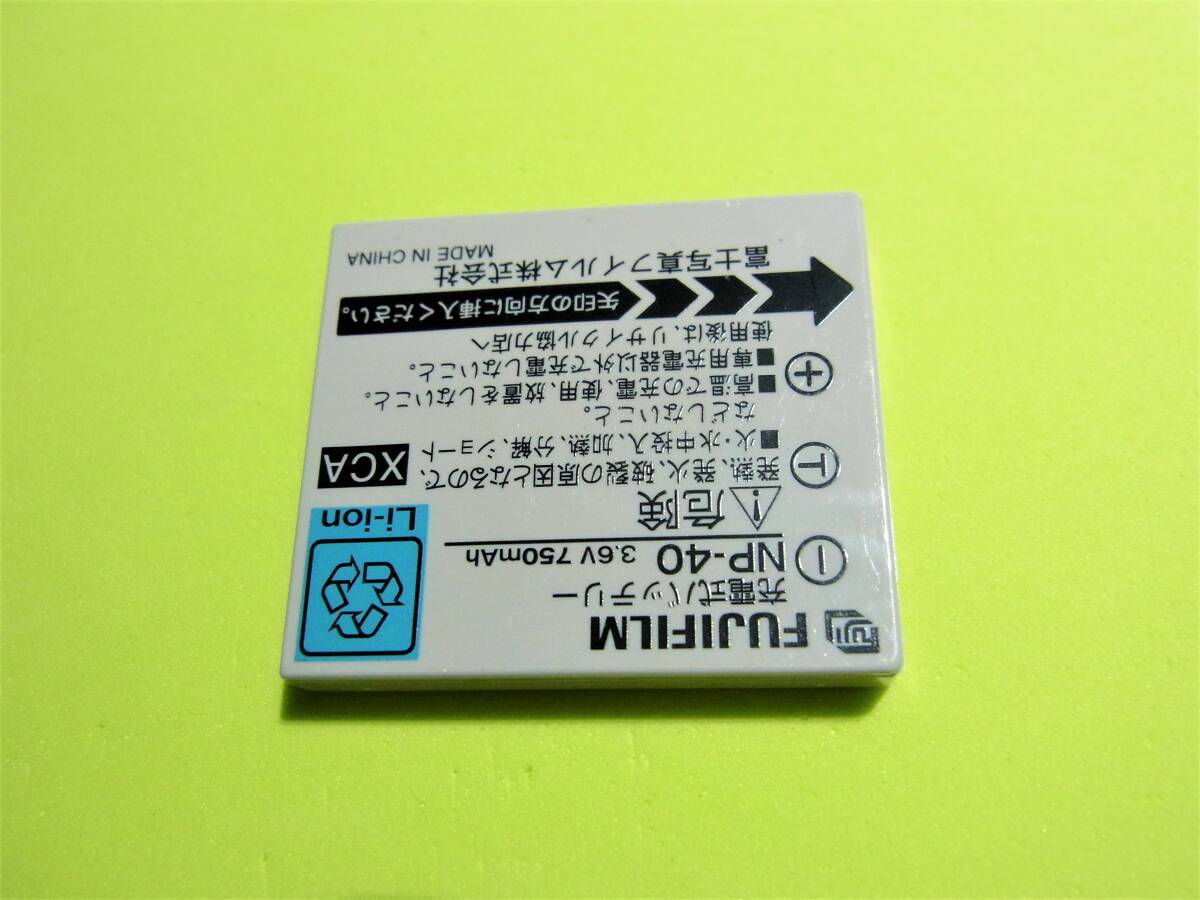 FUJIFILM
充電式バッテリー
NP-40 3.6V 750mAh
Li-ion
危険
発熱、発火、破裂の原因となるので、
■火・水中投入、加熱、分解、ショート
などしないこと。
■高温での充電、使用、放置をしないこと。
■専用充電器以外で充電しないこと。
使用後は、リサイクル協力店へ
XCA
矢印の方向に挿入ください。
富士写真フイルム株式会社
MADE IN CHINA